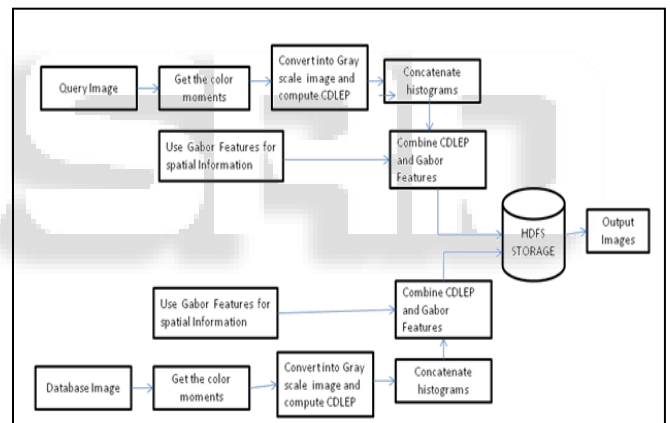 Query Image
Get the color
moments
Convert into Gray
scale image and
compute CDLEP
Concatenate
histograms
Use Gabor Features for
spatial Information
Combine CDLEP
and Gabor
Features
HDFS
STORAGE
Output
Images
Use Gabor Features for
spatial Information
Combine CDLEP
and Gabor
Features
Database Image
Get the color
moments
Convert into Gray
scale image and
compute CDLEP
Concatenate
histograms